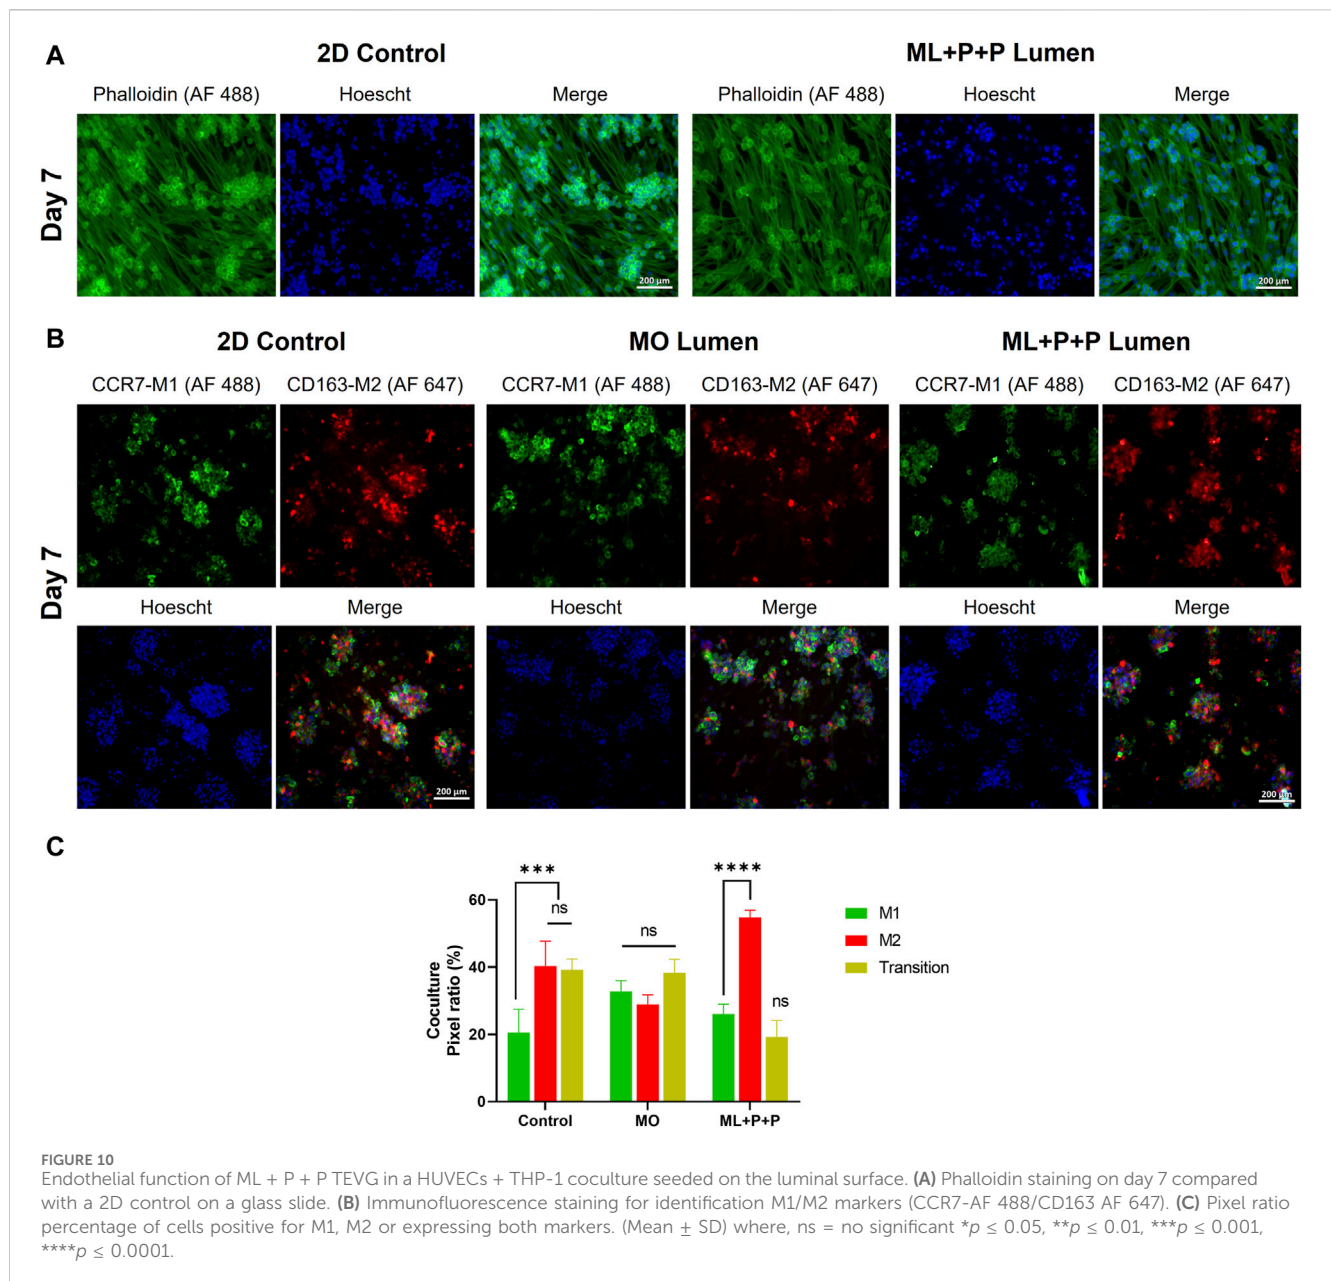 A
2D Control
ML+P+P Lumen
Phalloidin (AF 488)
Hoescht
Merge
Phalloidin (AF 488)
Hoescht
Merge
Day 7
200 µm
200 µm
B
2D Control
MO Lumen
ML+P+P Lumen
CCR7-M1 (AF 488)
CD163-M2 (AF 647)
CCR7-M1 (AF 488)
CD163-M2 (AF 647)
CCR7-M1 (AF 488)
CD163-M2 (AF 647)
Day 7
Hoescht
Merge
Hoescht
Merge
Hoescht
Merge
200 µm
200 µm
C
***
ns
ns
****
ns
60
40
20
0
Coculture
Pixel ratio (%)
Control
MO
ML+P+P
M1
M2
Transition
FIGURE 10
Endothelial function of ML + P + P TEVG in a HUVECs + THP-1 coculture seeded on the luminal surface. (A) Phalloidin staining on day 7 compared
with a 2D control on a glass slide. (B) Immunofluorescence staining for identification M1/M2 markers (CCR7-AF 488/CD163 AF 647). (C) Pixel ratio
percentage of cells positive for M1, M2 or expressing both markers. (Mean ± SD) where, ns = no significant *p ≤ 0.05, **p ≤ 0.01, ***p ≤ 0.001,
****p ≤ 0.0001.